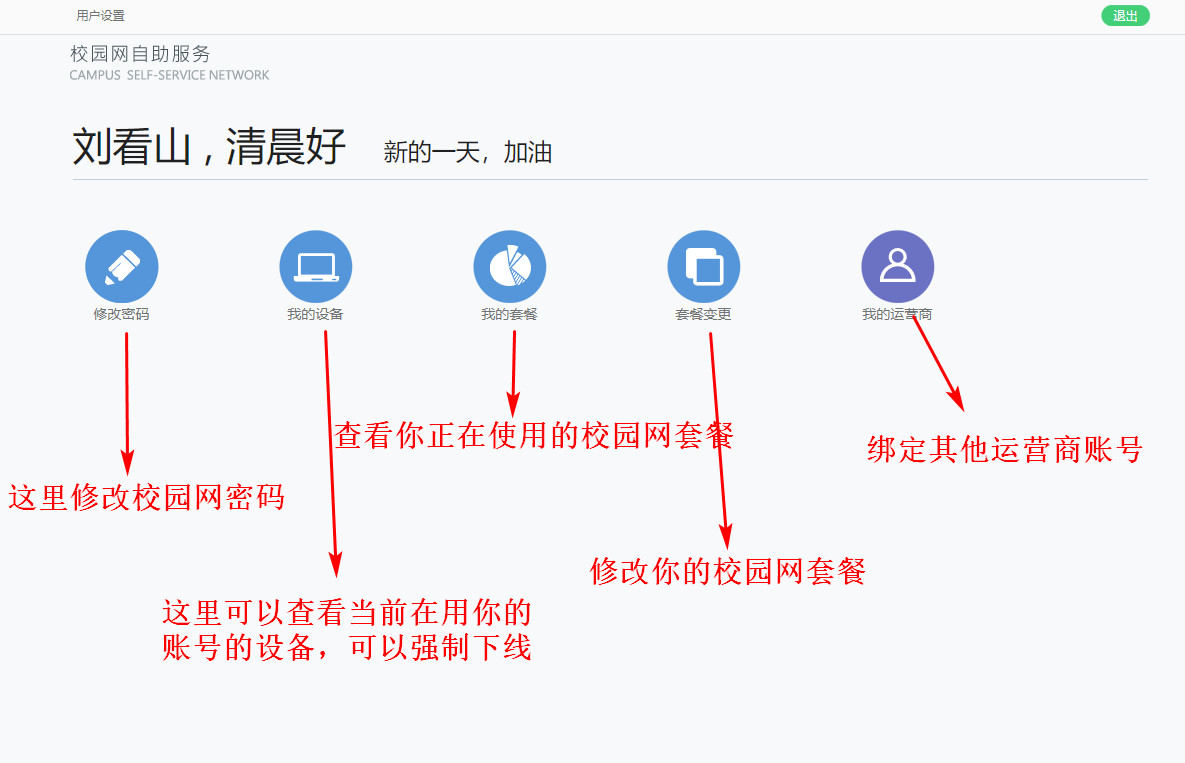 用户设置
退出
校园网自助服务
CAMPUS SELF-SERVICE NETWORK
刘看山 , 清晨好
新的一天，加油
修改密码
我的设备
我的套餐
套餐变更
我的运营商
查看你正在使用的校园网套餐
绑定其他运营商账号
这里修改校园网密码
修改你的校园网套餐
这里可以查看当前在用你的
账号的设备，可以强制下线